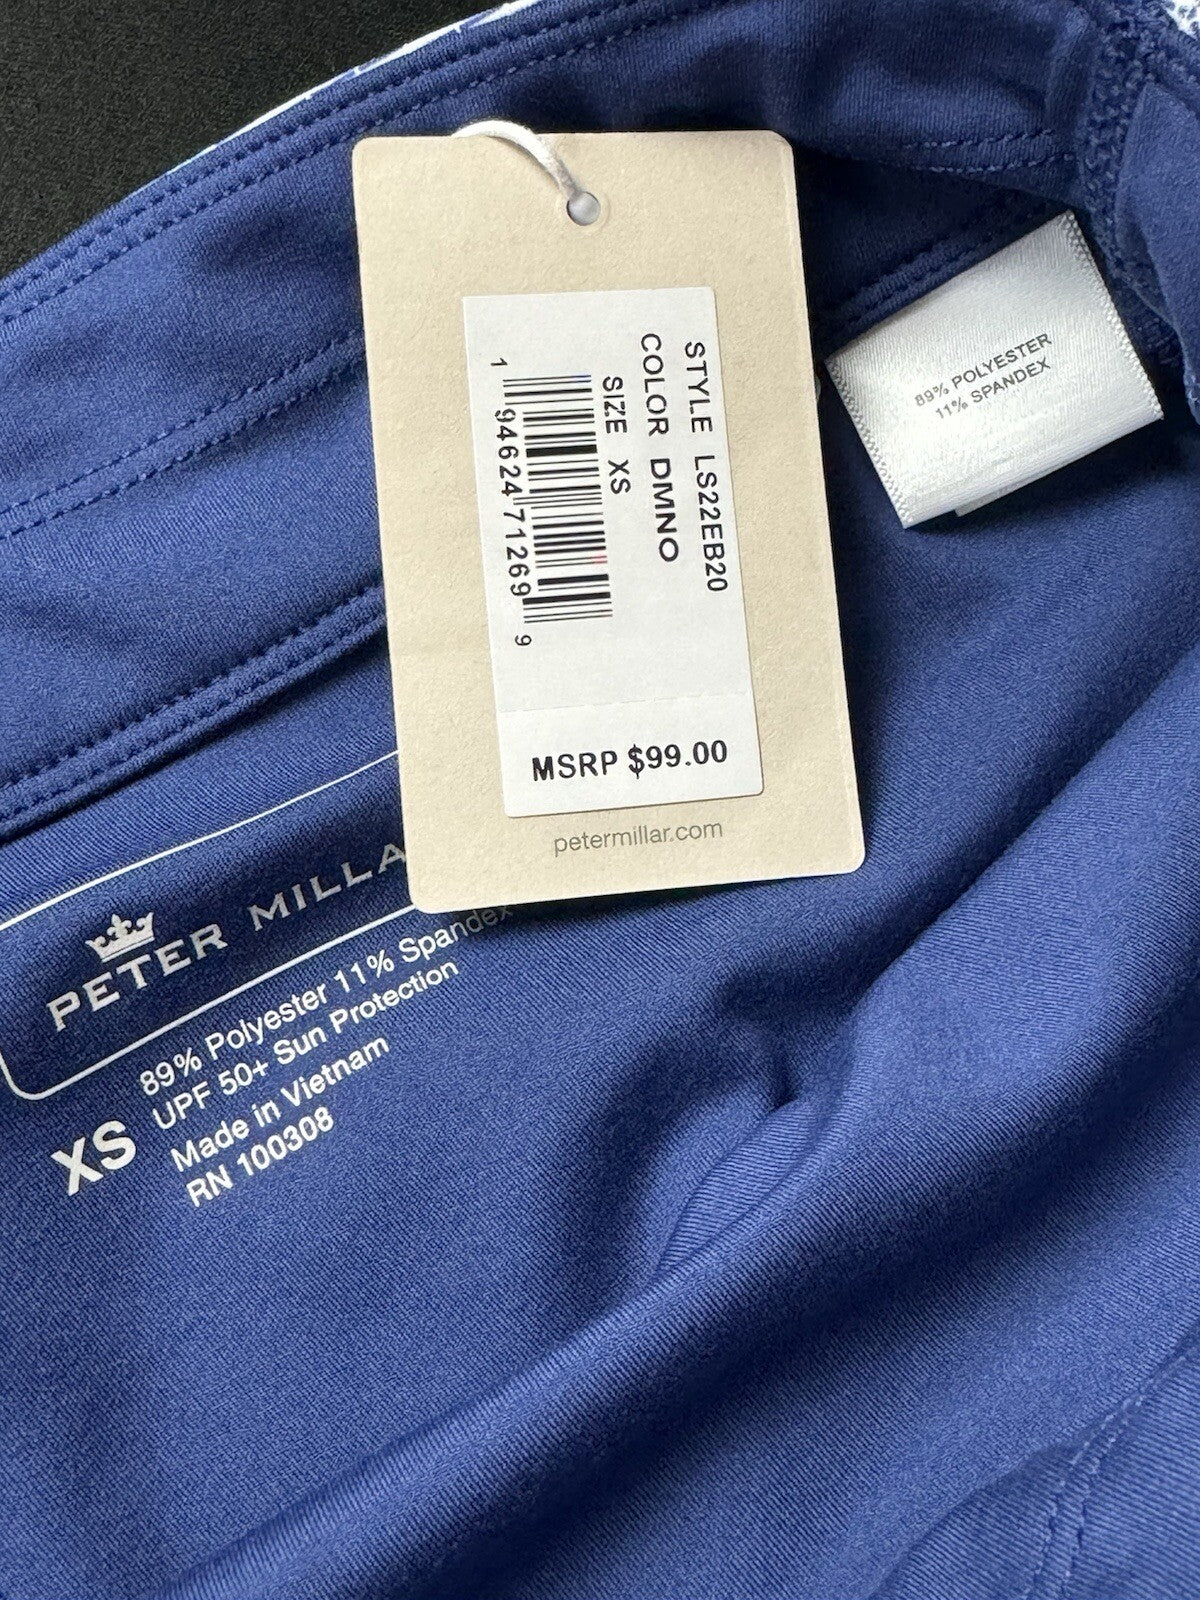 STYLE LS22EB20
COLOR DMNO
SIZE XS
1 94624 71269 9
MSRP $99.00
petermillar.com
89% POLYESTER
11% SPANDEX
PETER MILLA
89% Polyester 11% Spandex
UPF 50+ Sun Protection
Made in Vietnam
RN 100308
XS